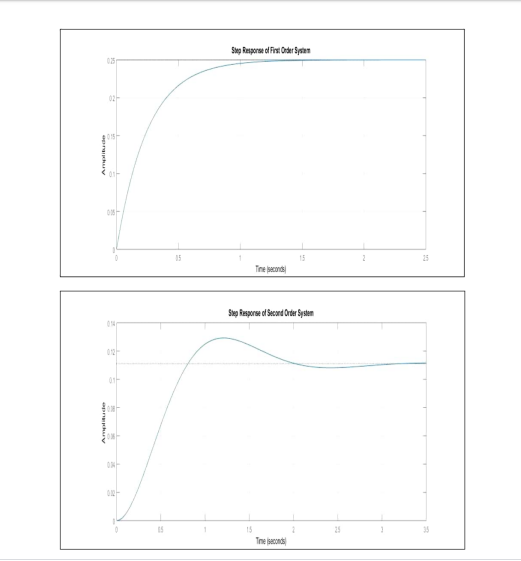 Step Response of First Order System
0.25
0.2
0.15
0.1
0.05
0
Amplitude
0 0.5 1 1.5 2 2.5
Time (seconds)
Step Response of Second Order System
0.14
0.12
0.1
0.08
0.06
0.04
0.02
0
Amplitude
0 0.5 1 1.5 2 2.5 3 3.5
Time (seconds)